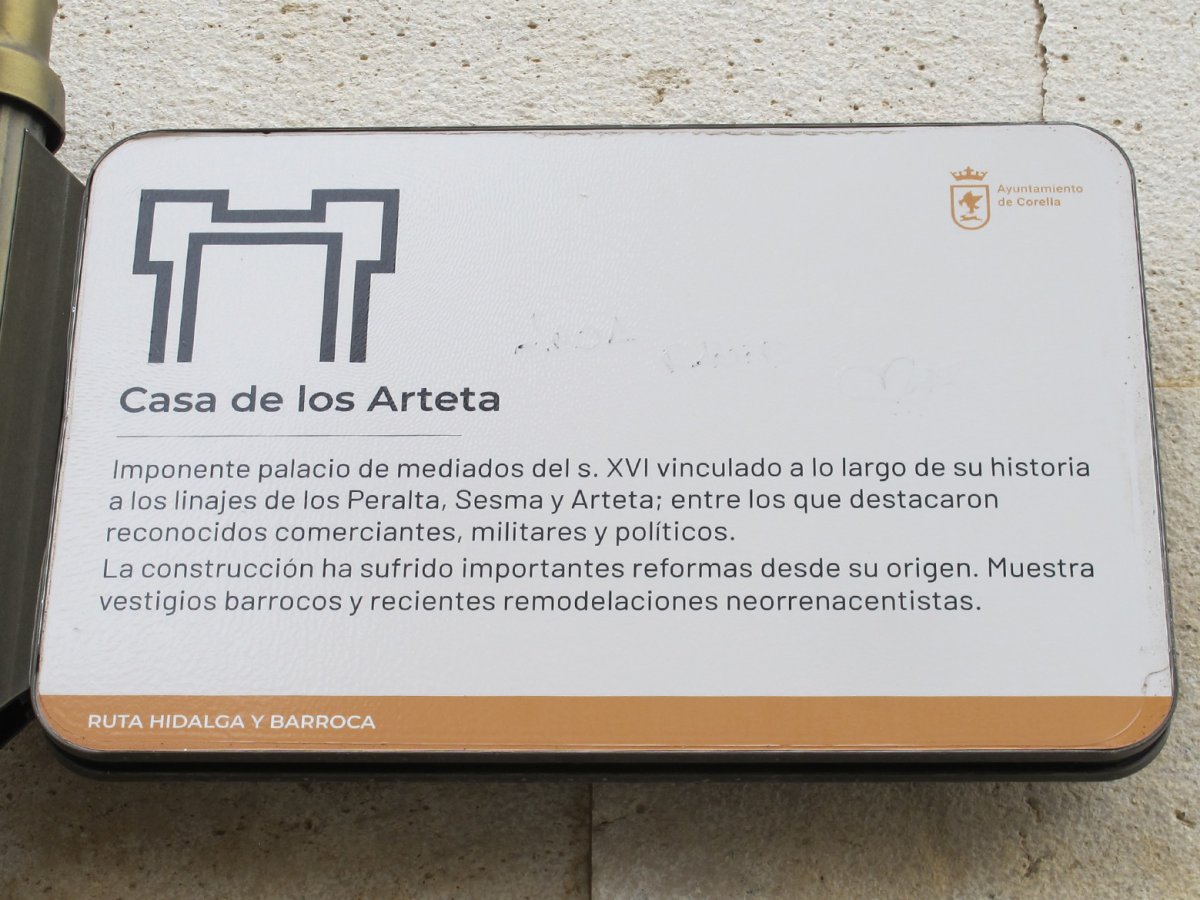 Ayuntamiento
de Corella
Casa de los Arteta
Imponente palacio de mediados del s. XVI vinculado a lo largo de su historia
a los linajes de los Peralta, Sesma y Arteta; entre los que destacaron
reconocidos comerciantes, militares y políticos.
La construcción ha sufrido importantes reformas desde su origen. Muestra
vestigios barrocos y recientes remodelaciones neorrenacentistas.
RUTA HIDALGA Y BARROCA